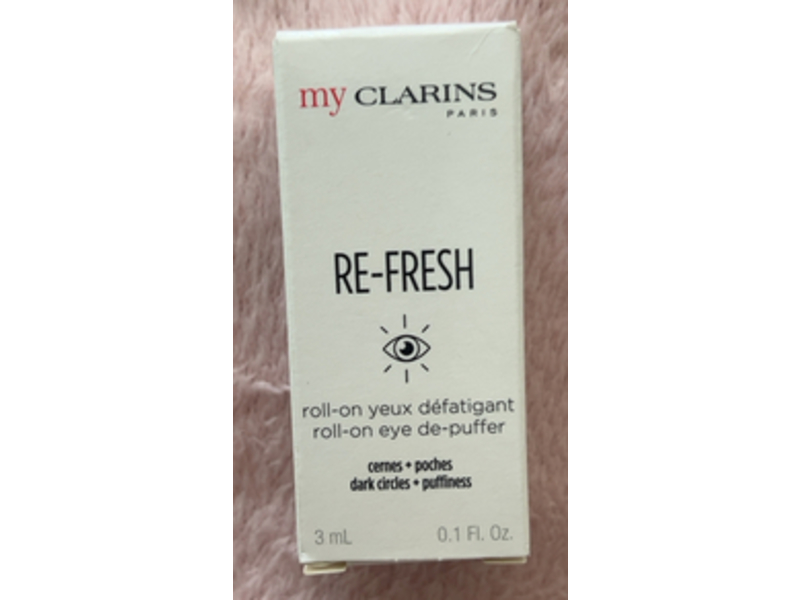 my CLARINS
PARIS
RE-FRESH
roll-on yeux défatigant
roll-on eye de-puffer
cernes + poches
dark circles + puffiness
3 mL 0.1 Fl. Oz.